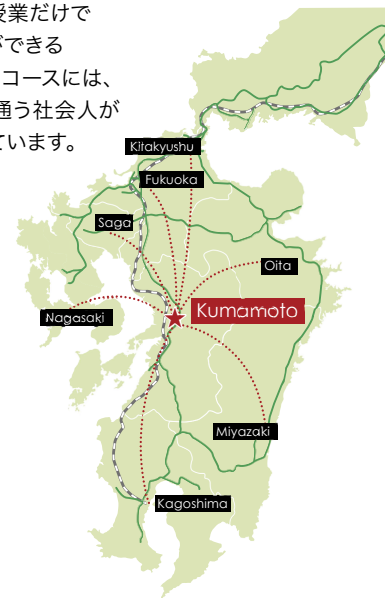 受業だけで
ができる
コースには、
通う社会人が
ています。
Kitakyushu
Fukuoka
Saga
Oita
Nagasaki
Kumamoto
Miyazaki
Kagoshima